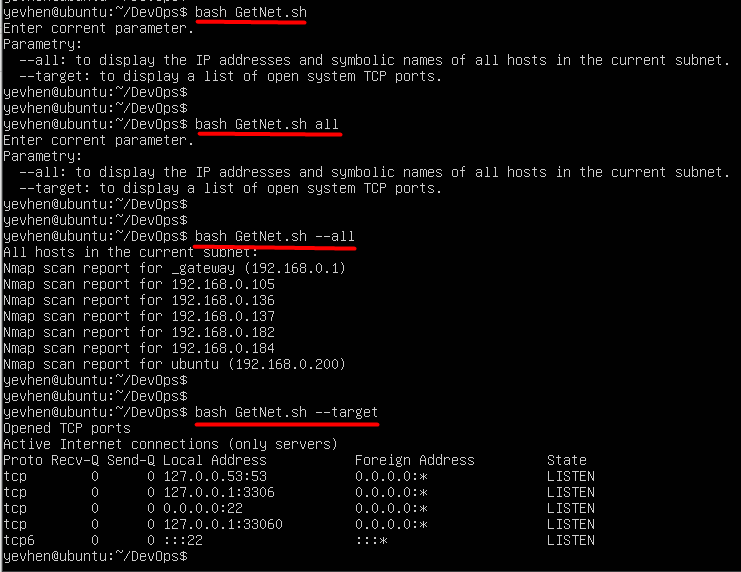 yevhen@ubuntu:~/DevOps$ bash GetNet.sh
Enter corrent parameter.
Parametry:
  --all: to display the IP addresses and symbolic names of all hosts in the current subnet.
  --target: to display a list of open system TCP ports.
yevhen@ubuntu:~/DevOps$
yevhen@ubuntu:~/DevOps$
yevhen@ubuntu:~/DevOps$ bash GetNet.sh all
Enter corrent parameter.
Parametry:
  --all: to display the IP addresses and symbolic names of all hosts in the current subnet.
  --target: to display a list of open system TCP ports.
yevhen@ubuntu:~/DevOps$
yevhen@ubuntu:~/DevOps$
yevhen@ubuntu:~/DevOps$ bash GetNet.sh --all
All hosts in the current subnet:
Nmap scan report for _gateway (192.168.0.1)
Nmap scan report for 192.168.0.105
Nmap scan report for 192.168.0.136
Nmap scan report for 192.168.0.137
Nmap scan report for 192.168.0.182
Nmap scan report for 192.168.0.184
Nmap scan report for ubuntu (192.168.0.200)
yevhen@ubuntu:~/DevOps$
yevhen@ubuntu:~/DevOps$
yevhen@ubuntu:~/DevOps$ bash GetNet.sh --target
Opened TCP ports
Active Internet connections (only servers)
Proto Recv-Q Send-Q Local Address           Foreign Address         State
tcp        0      0 127.0.0.53:53           0.0.0.0:*               LISTEN
tcp        0      0 127.0.0.1:3306          0.0.0.0:*               LISTEN
tcp        0      0 0.0.0.0:22              0.0.0.0:*               LISTEN
tcp        0      0 127.0.0.1:33060         0.0.0.0:*               LISTEN
tcp6       0      0 :::22                   :::*                    LISTEN
yevhen@ubuntu:~/DevOps$